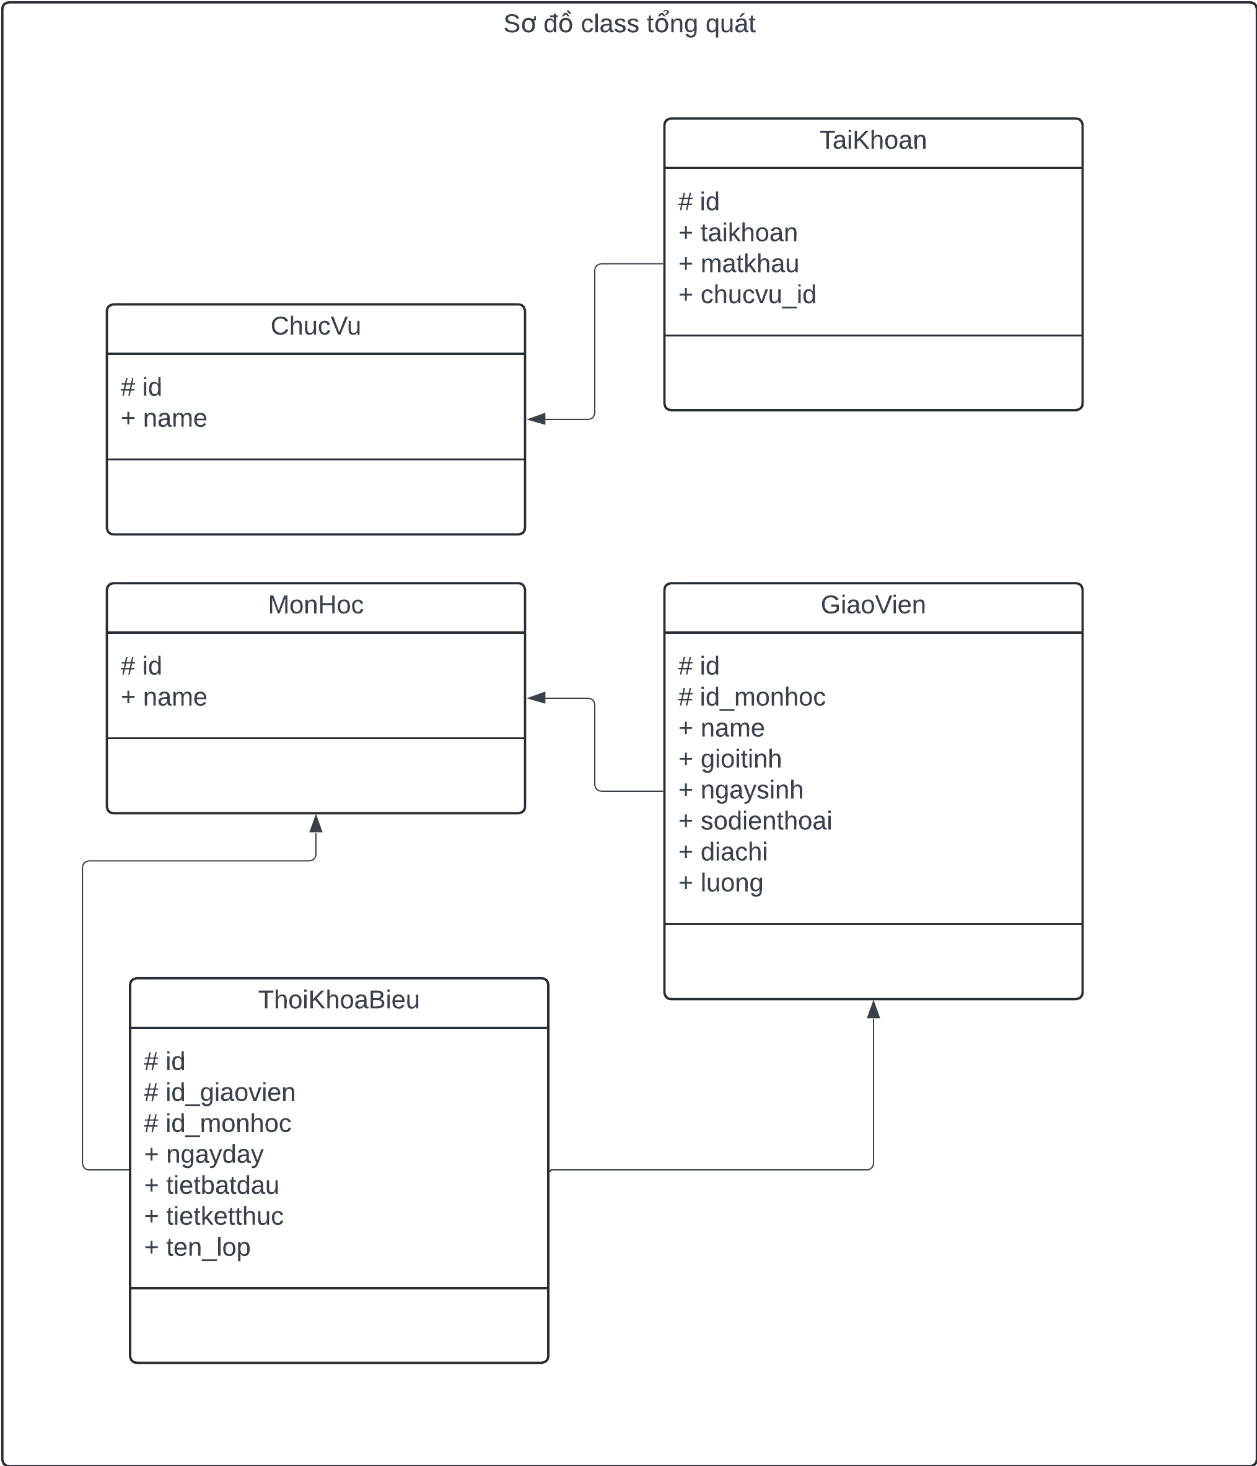 Sơ đồ class tổng quát
TaiKhoan
# id
+ taikhoan
+ matkhau
+ chucvu_id
ChucVu
# id
+ name
MonHoc
# id
+ name
GiaoVien
# id
# id_monhoc
+ name
+ gioitinh
+ ngaysinh
+ sodienthoai
+ diachi
+ luong
ThoiKhoaBieu
# id
# id_giaovien
# id_monhoc
+ ngayday
+ tietbatdau
+ tietketthuc
+ ten_lop